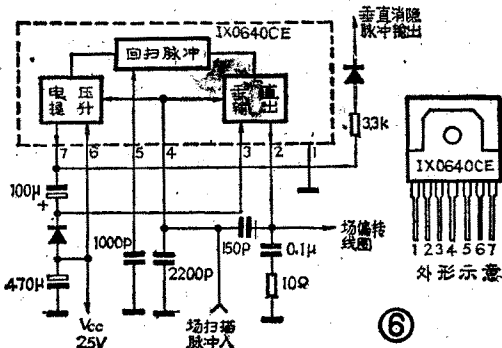 垂直消隐
脉冲输出
IX0640CE
回扫脉冲
电压
提升
垂直
输出
7 6 5 4 3 2 1
3.3k
100μ
+
470μ
1000P
2200P
150P
0.1μ
10Ω
场偏转
线圈
Vcc
25V
场扫描
脉冲入
IX0640CE
1 2 3 4 5 6 7
外形示意
⑥